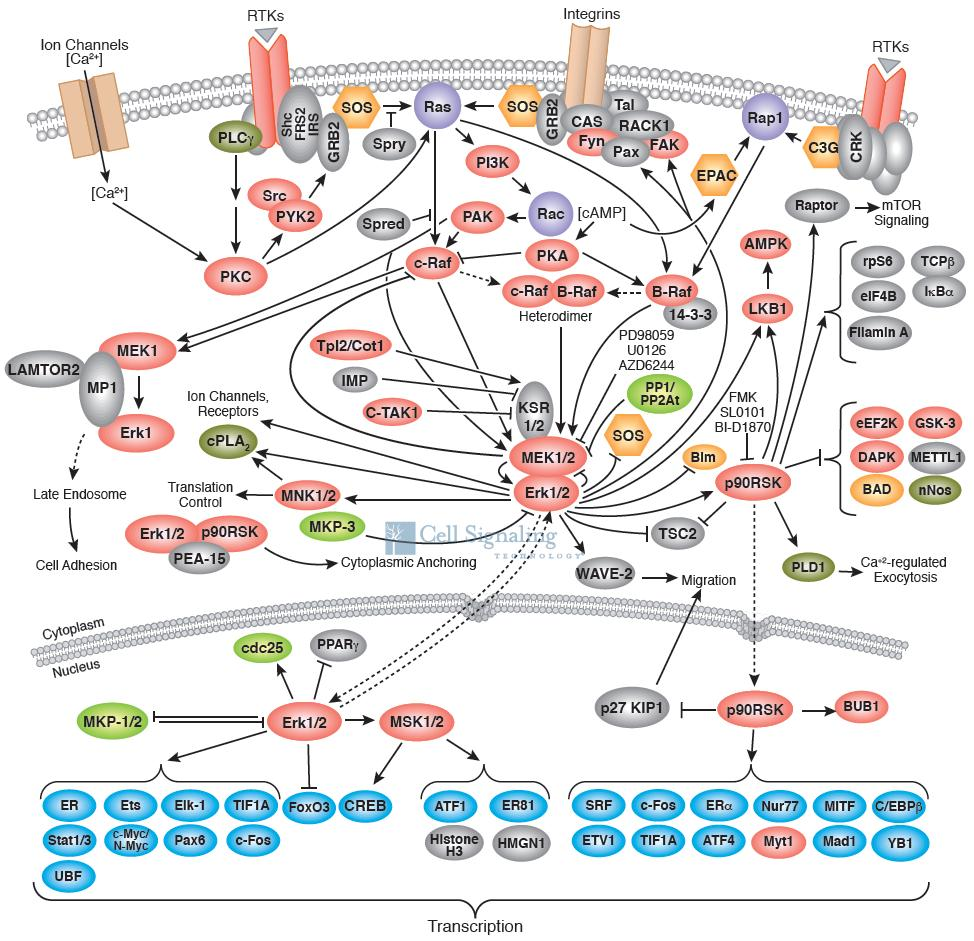 RTKs
Integrins
Ion Channels
[Ca²⁺]
RTKs
SOS
Ras
SOS
GRB2
Tal
CAS
RACK1
Fyn
Pax
FAK
Rap1
C3G
CRK
PLCγ
Shc
FRS2
IRS
GRB2
Spry
PI3K
EPAC
[Ca²⁺]
Src
PYK2
Spred
PAK
Rac
[cAMP]
Raptor
mTOR
Signaling
PKC
c-Raf
PKA
AMPK
rpS6
TCPβ
c-Raf
B-Raf
Heterodimer
B-Raf
14-3-3
LKB1
eIF4B
IκBα
Filamin A
MEK1
LAMTOR2
MP1
Erk1
Tpl2/Cot1
IMP
C-TAK1
KSR
1/2
PD98059
U0126
AZD6244
PP1/
PP2At
SOS
FMK
SL0101
BI-D1870
Ion Channels,
Receptors
cPLA₂
MEK1/2
Bim
p90RSK
eEF2K
GSK-3
DAPK
METTL1
BAD
nNos
Late Endosome
Translation
Control
MNK1/2
Erk1/2
MKP-3
Erk1/2
p90RSK
PEA-15
Cell Signaling
TECHNOLOGY®
TSC2
Cell Adhesion
Cytoplasmic Anchoring
WAVE-2
Migration
PLD1
Ca⁺²-regulated
Exocytosis
Cytoplasm
Nucleus
cdc25
PPARγ
MKP-1/2
Erk1/2
MSK1/2
p27 KIP1
p90RSK
BUB1
ER
Ets
Elk-1
TIF1A
FoxO3
CREB
ATF1
ER81
SRF
c-Fos
ERα
Nur77
MITF
C/EBPβ
Stat1/3
c-Myc/
N-Myc
Pax6
c-Fos
Histone
H3
HMGN1
ETV1
TIF1A
ATF4
Myt1
Mad1
YB1
UBF
Transcription